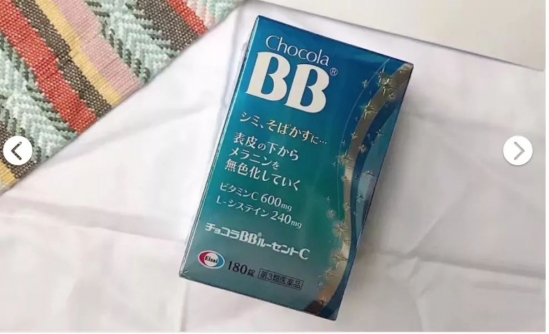 Chocola
BB®
シミ、そばかすに…
表皮の下から
メラニンを
無色化していく
ビタミンC 600mg
L-システイン 240mg
チョコラBB®ルーセントC
Eisai
180錠 第3類医薬品